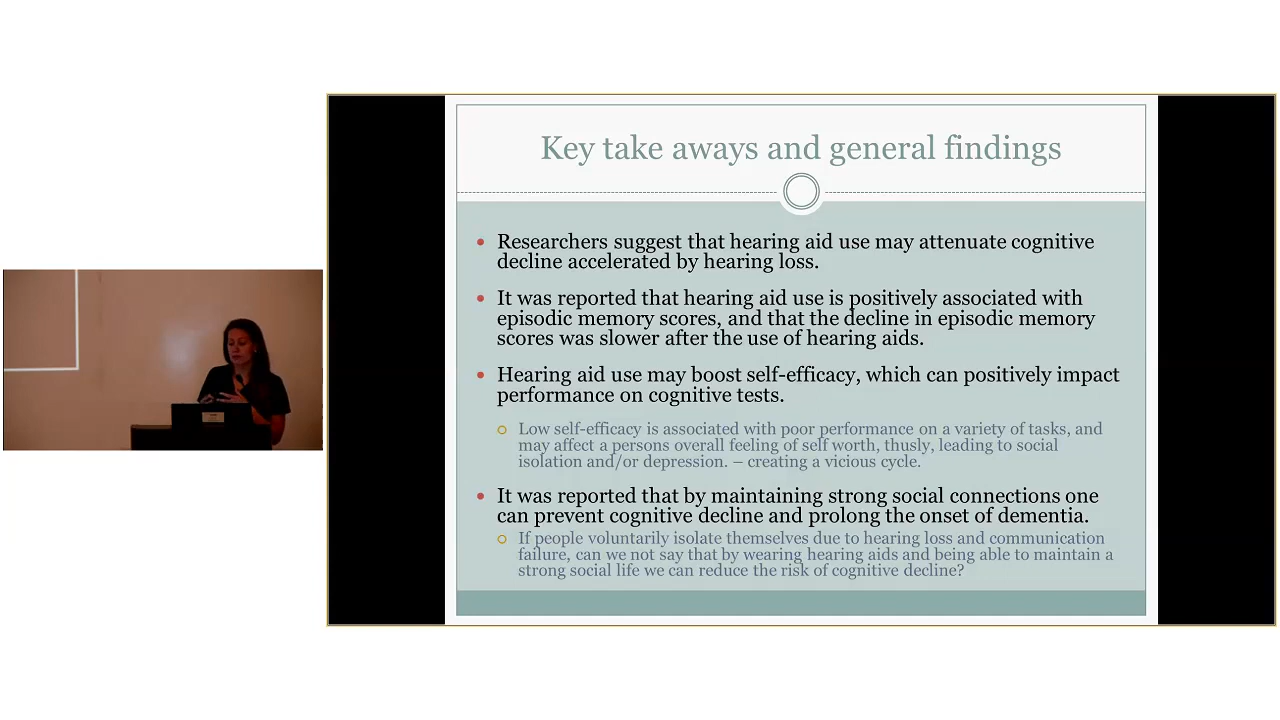 Key take aways and general findings
Researchers suggest that hearing aid use may attenuate cognitive
decline accelerated by hearing loss.
It was reported that hearing aid use is positively associated with
episodic memory scores, and that the decline in episodic memory
scores was slower after the use of hearing aids.
Hearing aid use may boost self-efficacy, which can positively impact
performance on cognitive tests.
Low self-efficacy is associated with poor performance on a variety of tasks, and
may affect a persons overall feeling of self worth, thusly, leading to social
isolation and/or depression. – creating a vicious cycle.
It was reported that by maintaining strong social connections one
can prevent cognitive decline and prolong the onset of dementia.
If people voluntarily isolate themselves due to hearing loss and communication
failure, can we not say that by wearing hearing aids and being able to maintain a
strong social life we can reduce the risk of cognitive decline?